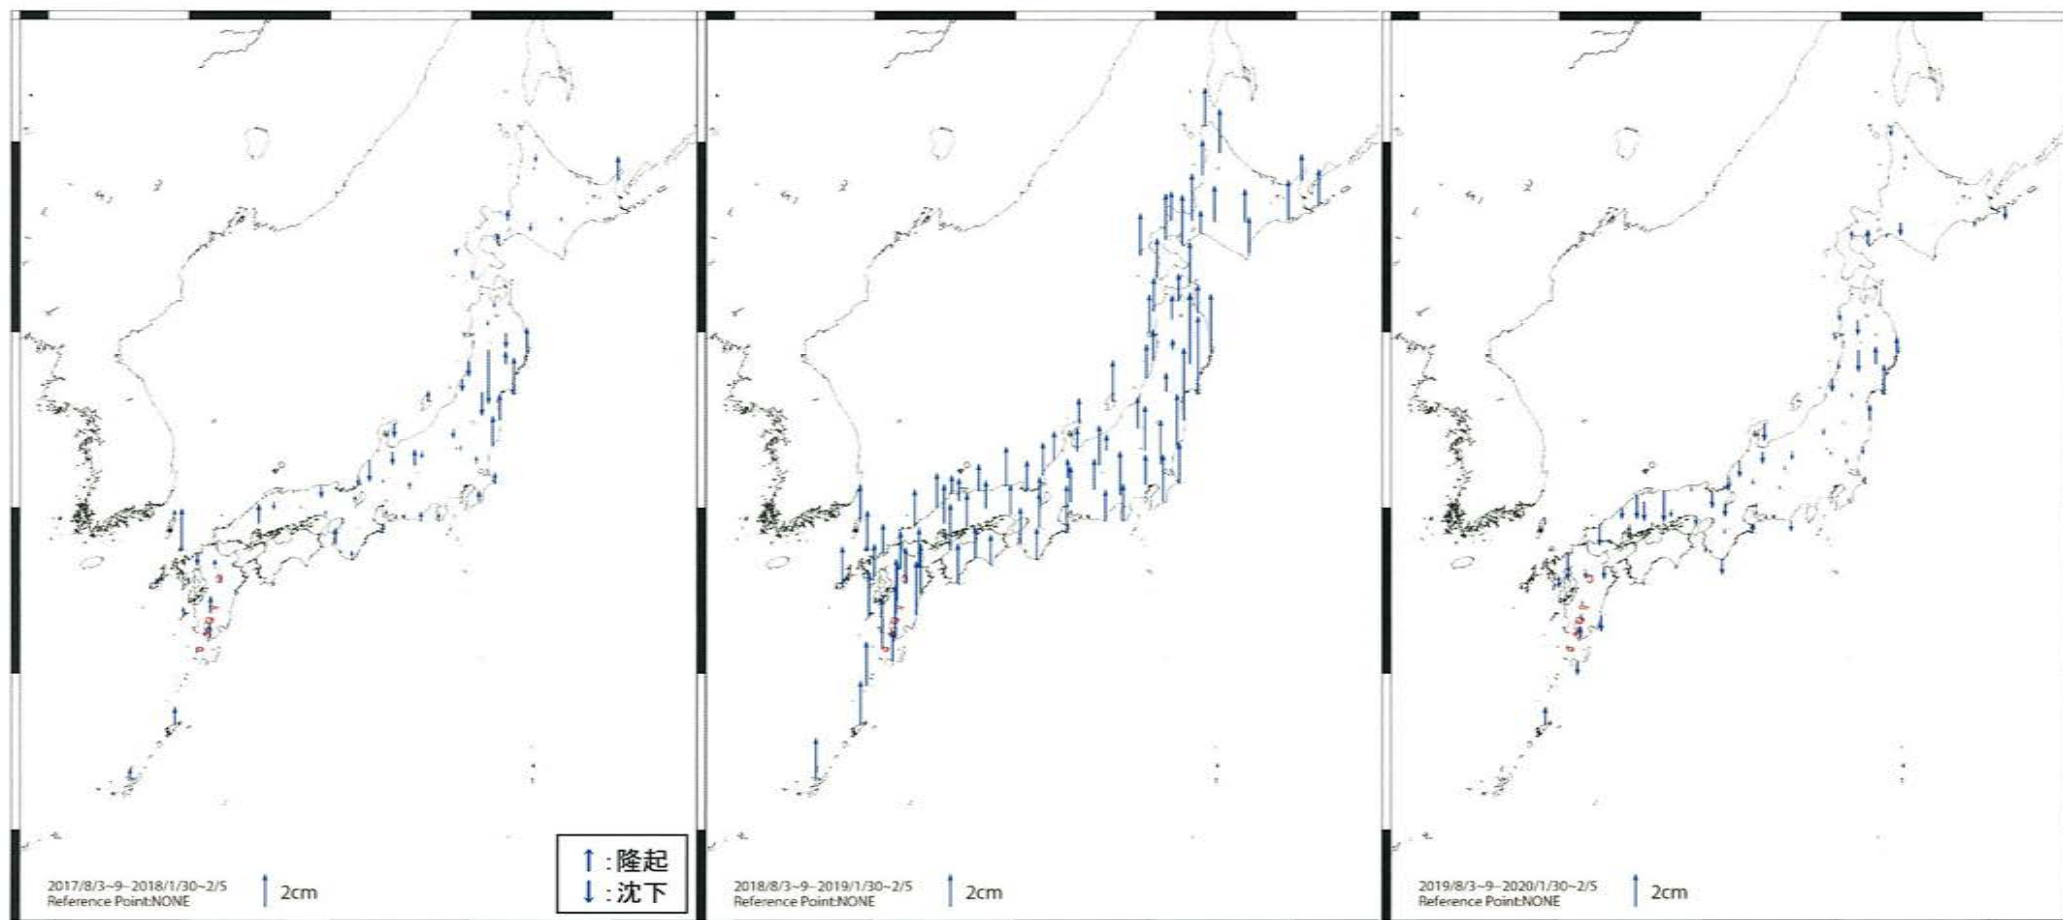 ↑ : 隆起
↓ : 沈下
2017/8/3~9-2018/1/30~2/5
Reference Point:NONE
2cm
2018/8/3~9-2019/1/30~2/5
Reference Point:NONE
2cm
2019/8/3~9-2020/1/30~2/5
Reference Point:NONE
2cm